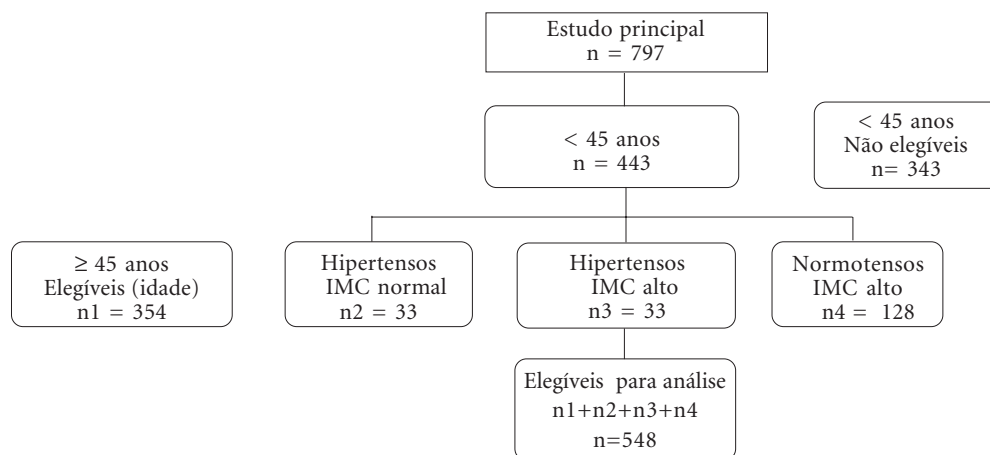 Estudo principal
n = 797
< 45 anos
n = 443
< 45 anos
Não elegíveis
n= 343
≥ 45 anos
Elegíveis (idade)
n1 = 354
Hipertensos
IMC normal
n2 = 33
Hipertensos
IMC alto
n3 = 33
Normotensos
IMC alto
n4 = 128
Elegíveis para análise
n1+n2+n3+n4
n=548